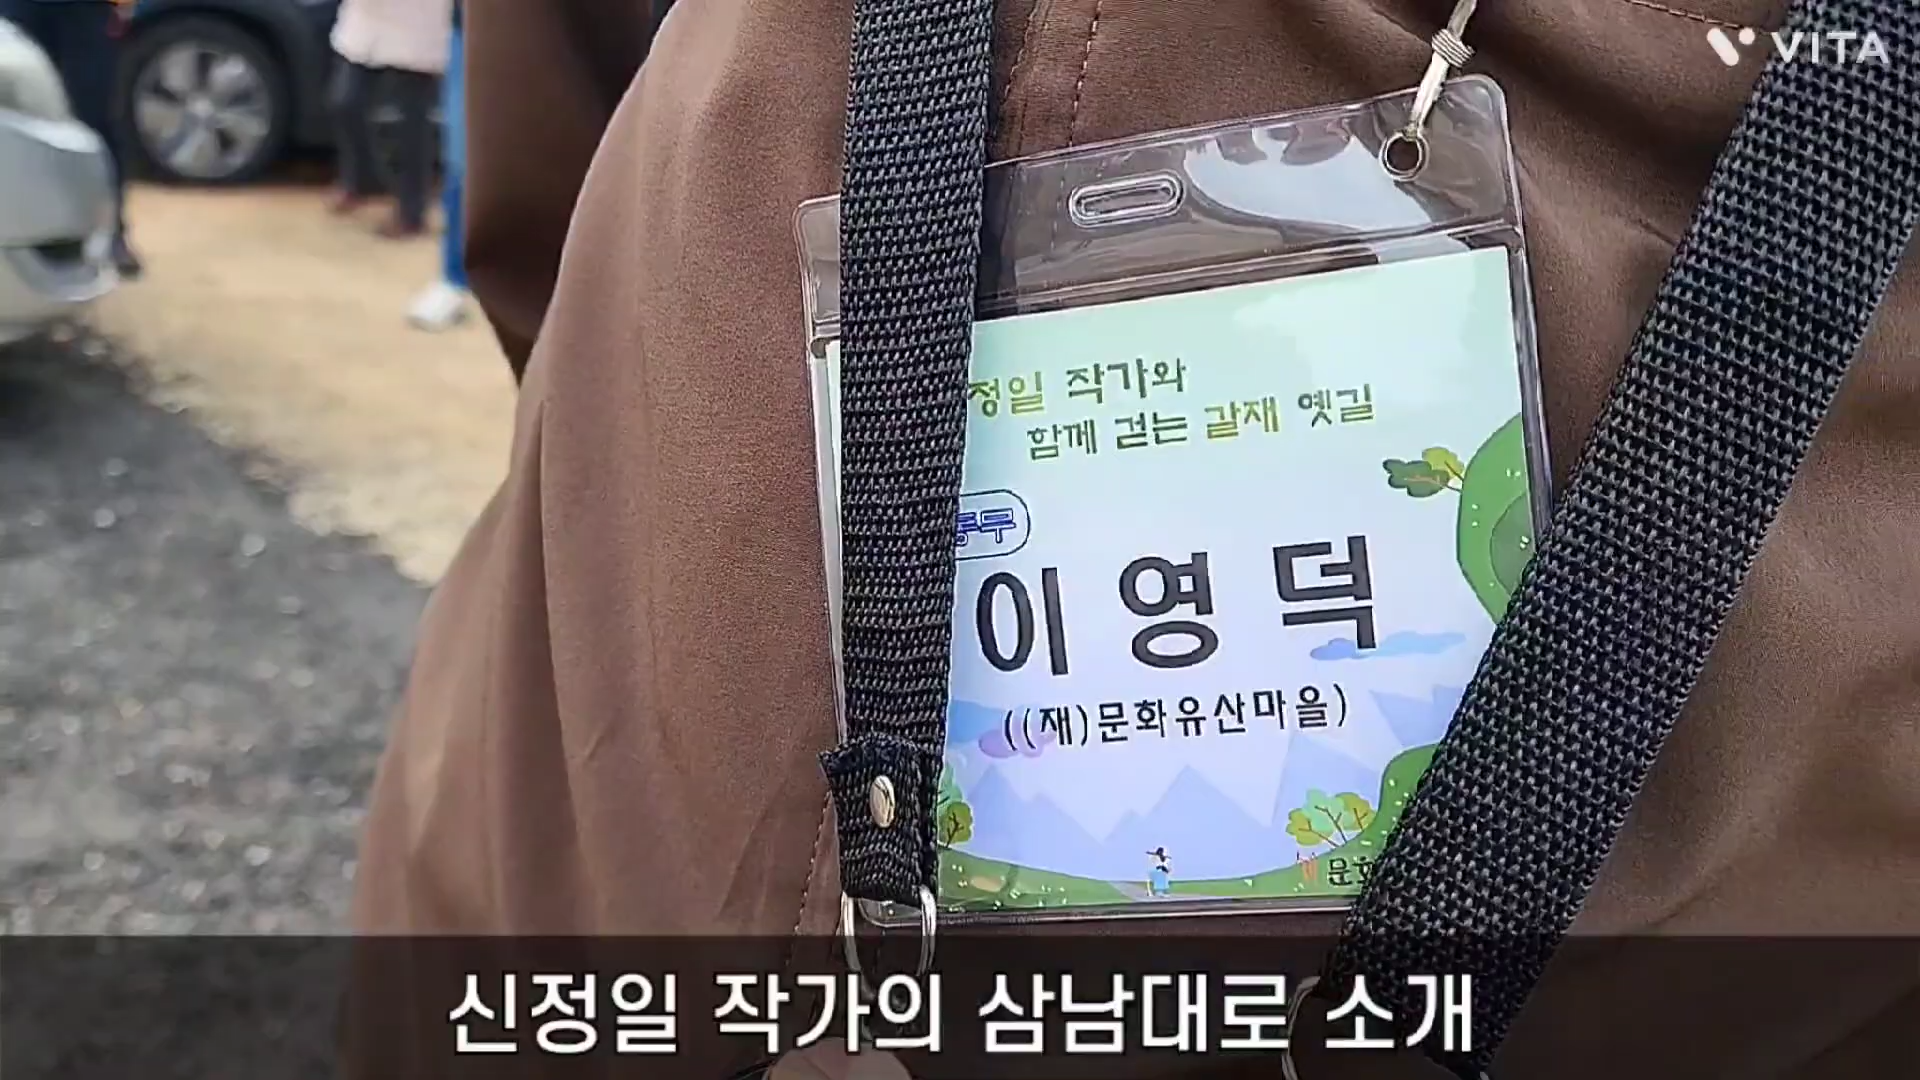 VITA
정일 작가와
함께 걷는 갈재 옛길
이영덕
((재)문화유산마을)
신정일 작가의 삼남대로 소개